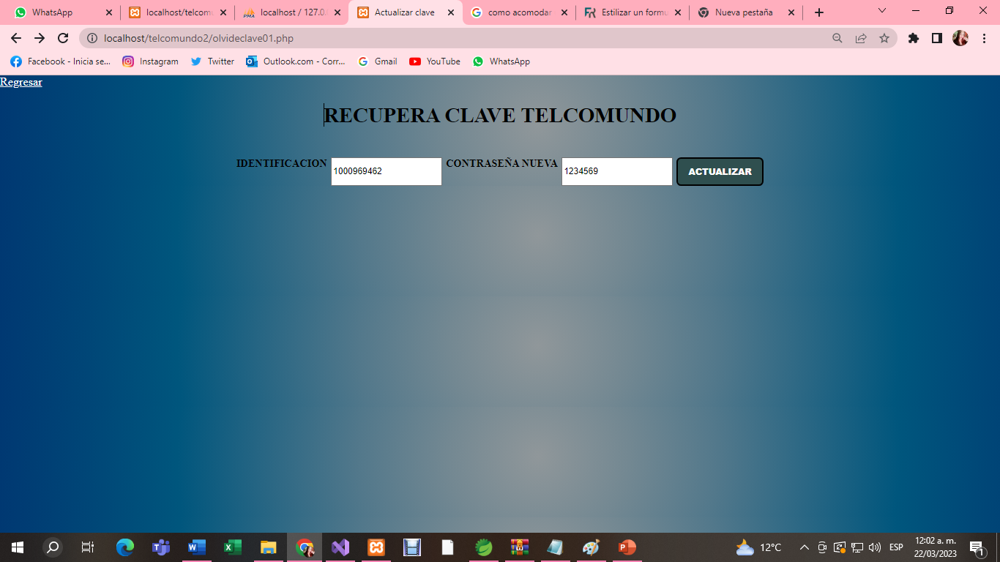 WhatsApp
localhost/telcomu
localhost / 127.0.
Actualizar clave
como acomodar
Estilizar un formu
Nueva pestaña
localhost/telcomundo2/olvideclave01.php
Facebook - Inicia se...
Instagram
Twitter
Outlook.com - Corr...
Gmail
YouTube
WhatsApp
Regresar
RECUPERA CLAVE TELCOMUNDO
IDENTIFICACION 1000969462 CONTRASEÑA NUEVA 1234569 ACTUALIZAR
12°C
ESP
12:02 a. m.
22/03/2023
1